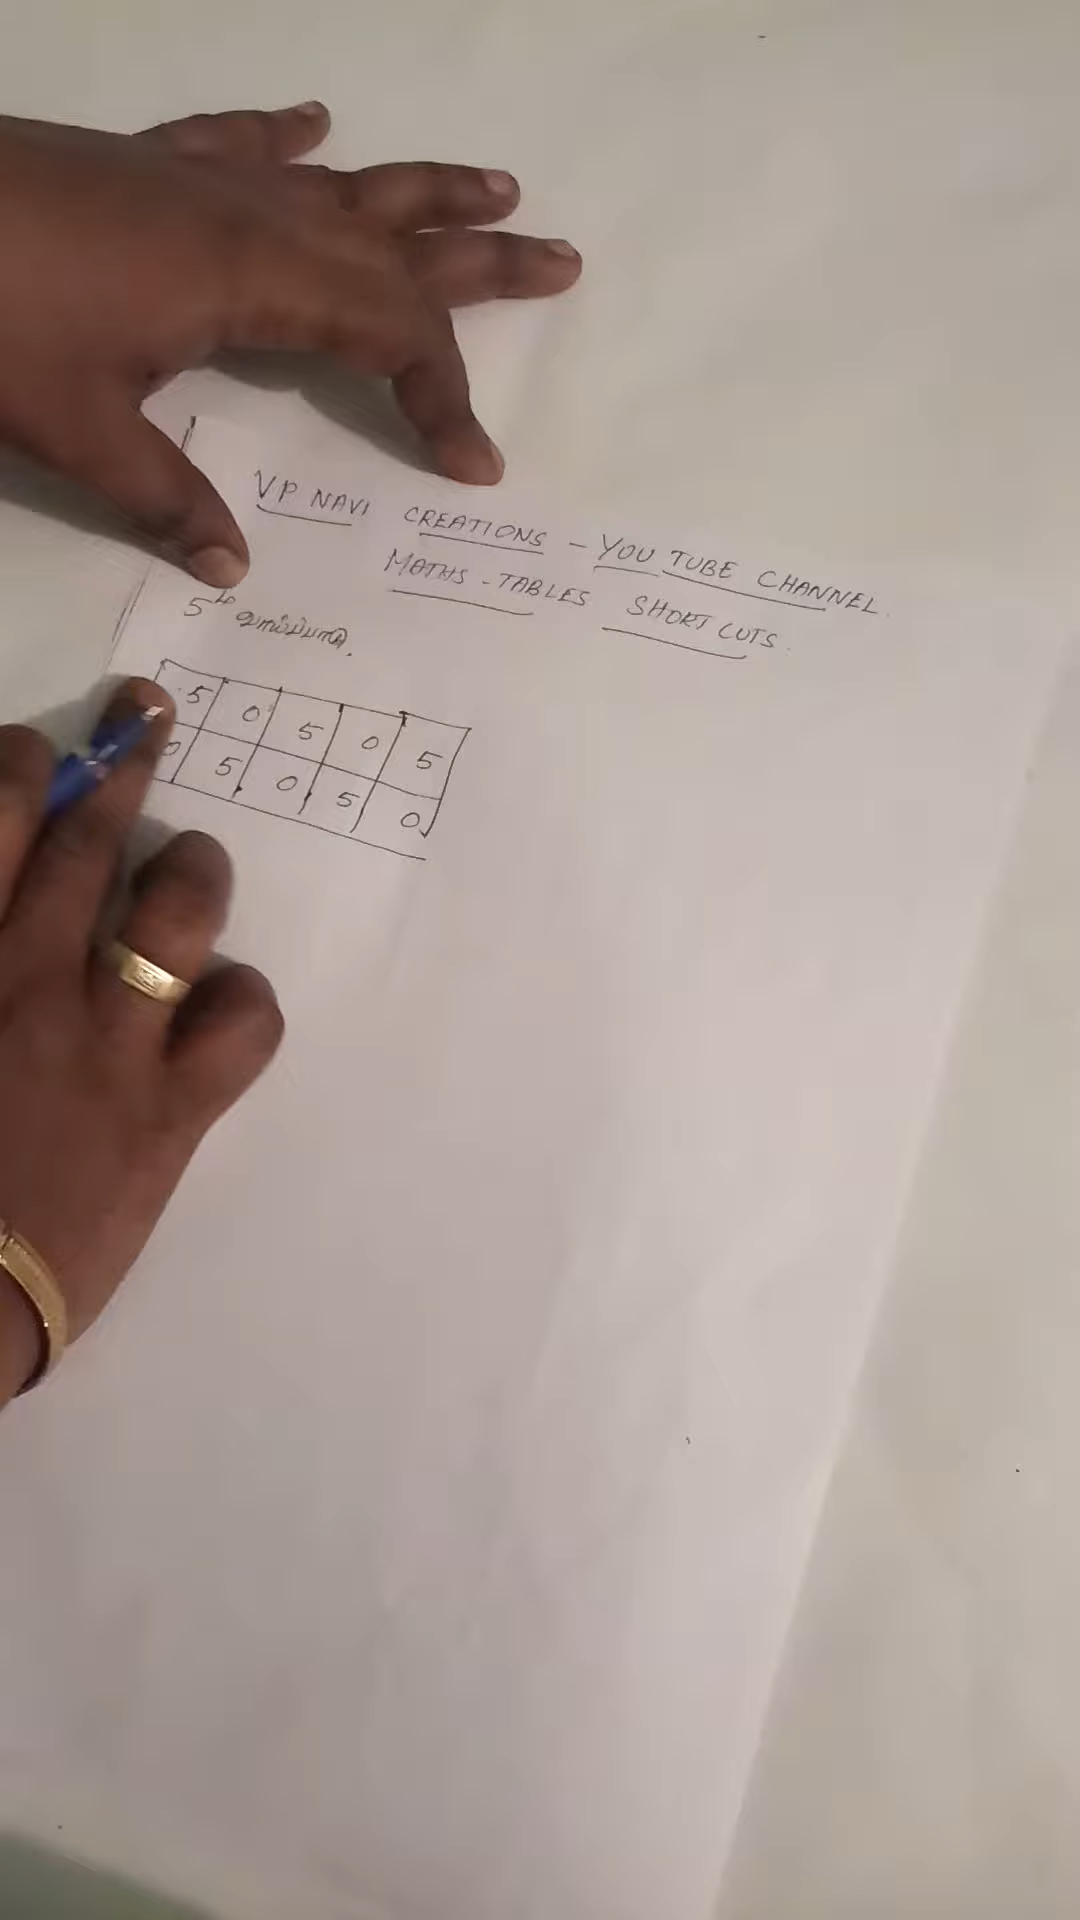 VP NAVI CREATIONS - YOU TUBE CHANNEL.
MATHS - TABLES SHORT CUTS.
5ம் வாய்ப்பாடு.
5 0 5 0 5
0 5 0 5 0